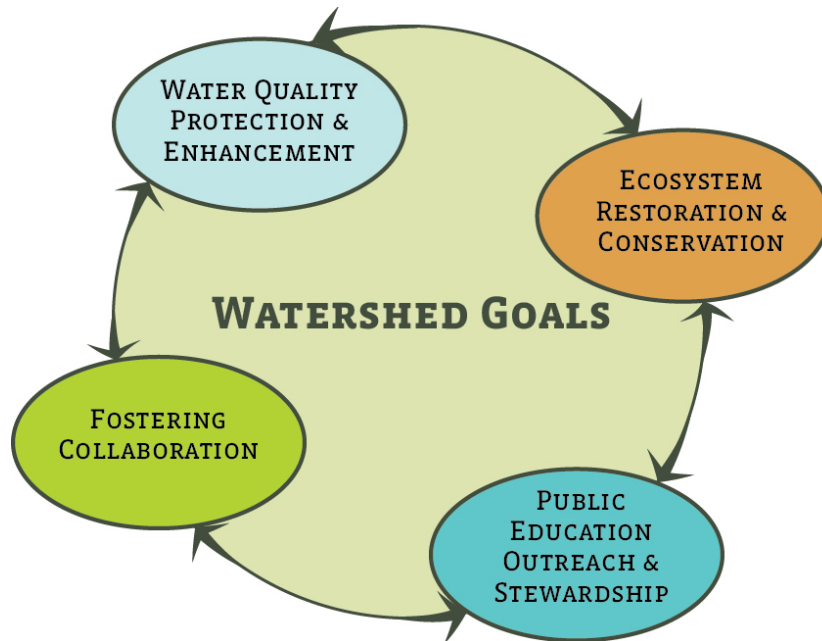 Water Quality
Protection &
Enhancement
Ecosystem
Restoration &
Conservation
Watershed Goals
Fostering
Collaboration
Public
Education
Outreach &
Stewardship